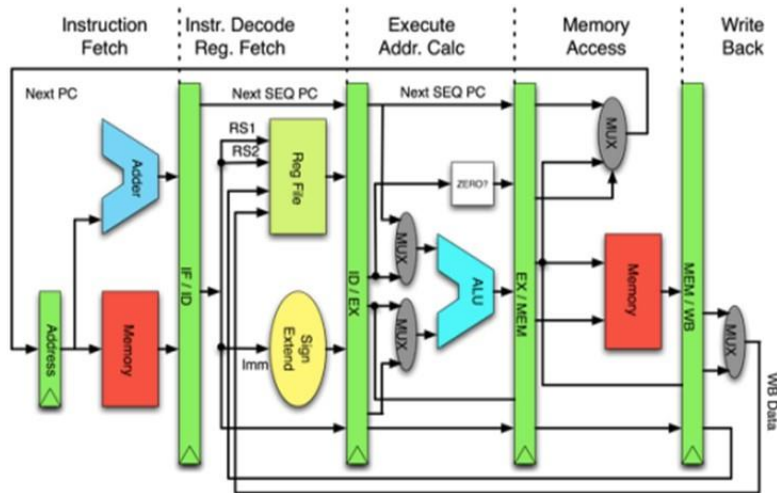 Instruction
Fetch
Instr. Decode
Reg. Fetch
Execute
Addr. Calc
Memory
Access
Write
Back
Next PC
Next SEQ PC
Next SEQ PC
RS1
RS2
Adder
Reg File
ZERO?
MUX
MUX
MUX
ALU
IF / ID
ID / EX
EX / MEM
MEM / WB
Address
Memory
Sign
Extend
Imm
Memory
MUX
WB Data